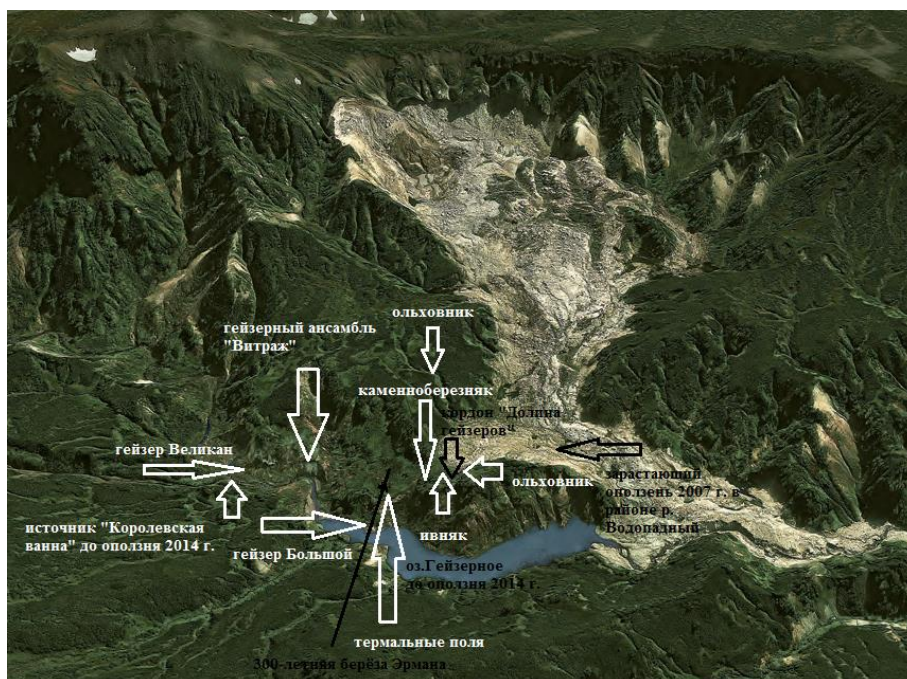 ольховник
гейзерный ансамбль
"Витраж"
каменноберезняк
кордон "Долина
гейзеров"
гейзер Великан
ольховник
зарастающий
оползень 2007 г. в
районе р.
Водопадный
источник "Королевская
ванна" до оползня 2014 г.
гейзер Большой
ивняк
оз.Гейзерное
до оползня 2014 г.
термальные поля
300-летняя берёза Эрмана